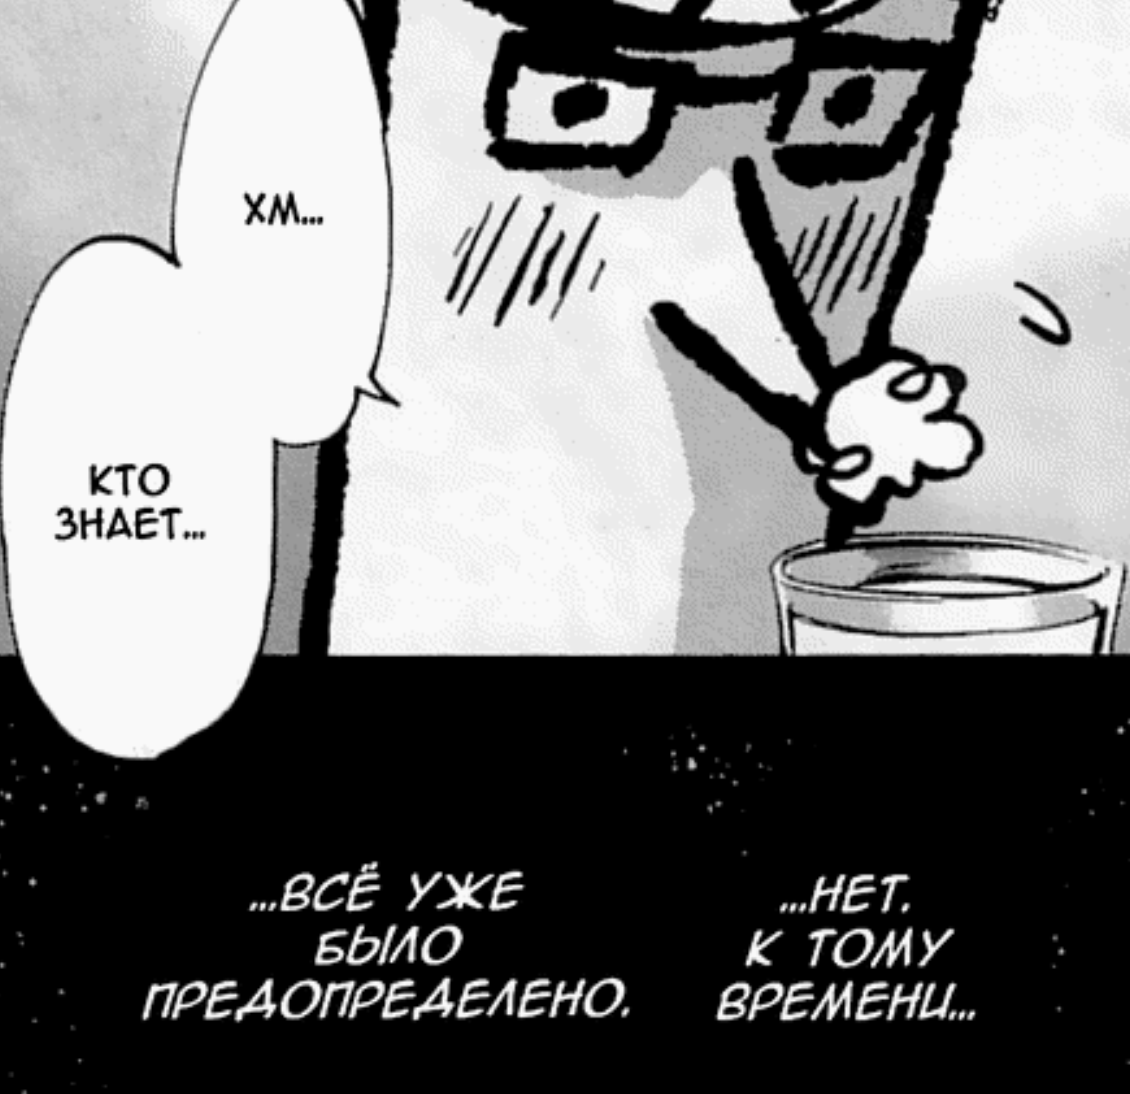 ХМ...
КТО
ЗНАЕТ...
...НЕТ.
К ТОМУ
ВРЕМЕНИ...
...ВСЁ УЖЕ
БЫЛО
ПРЕДОПРЕДЕЛЕНО.